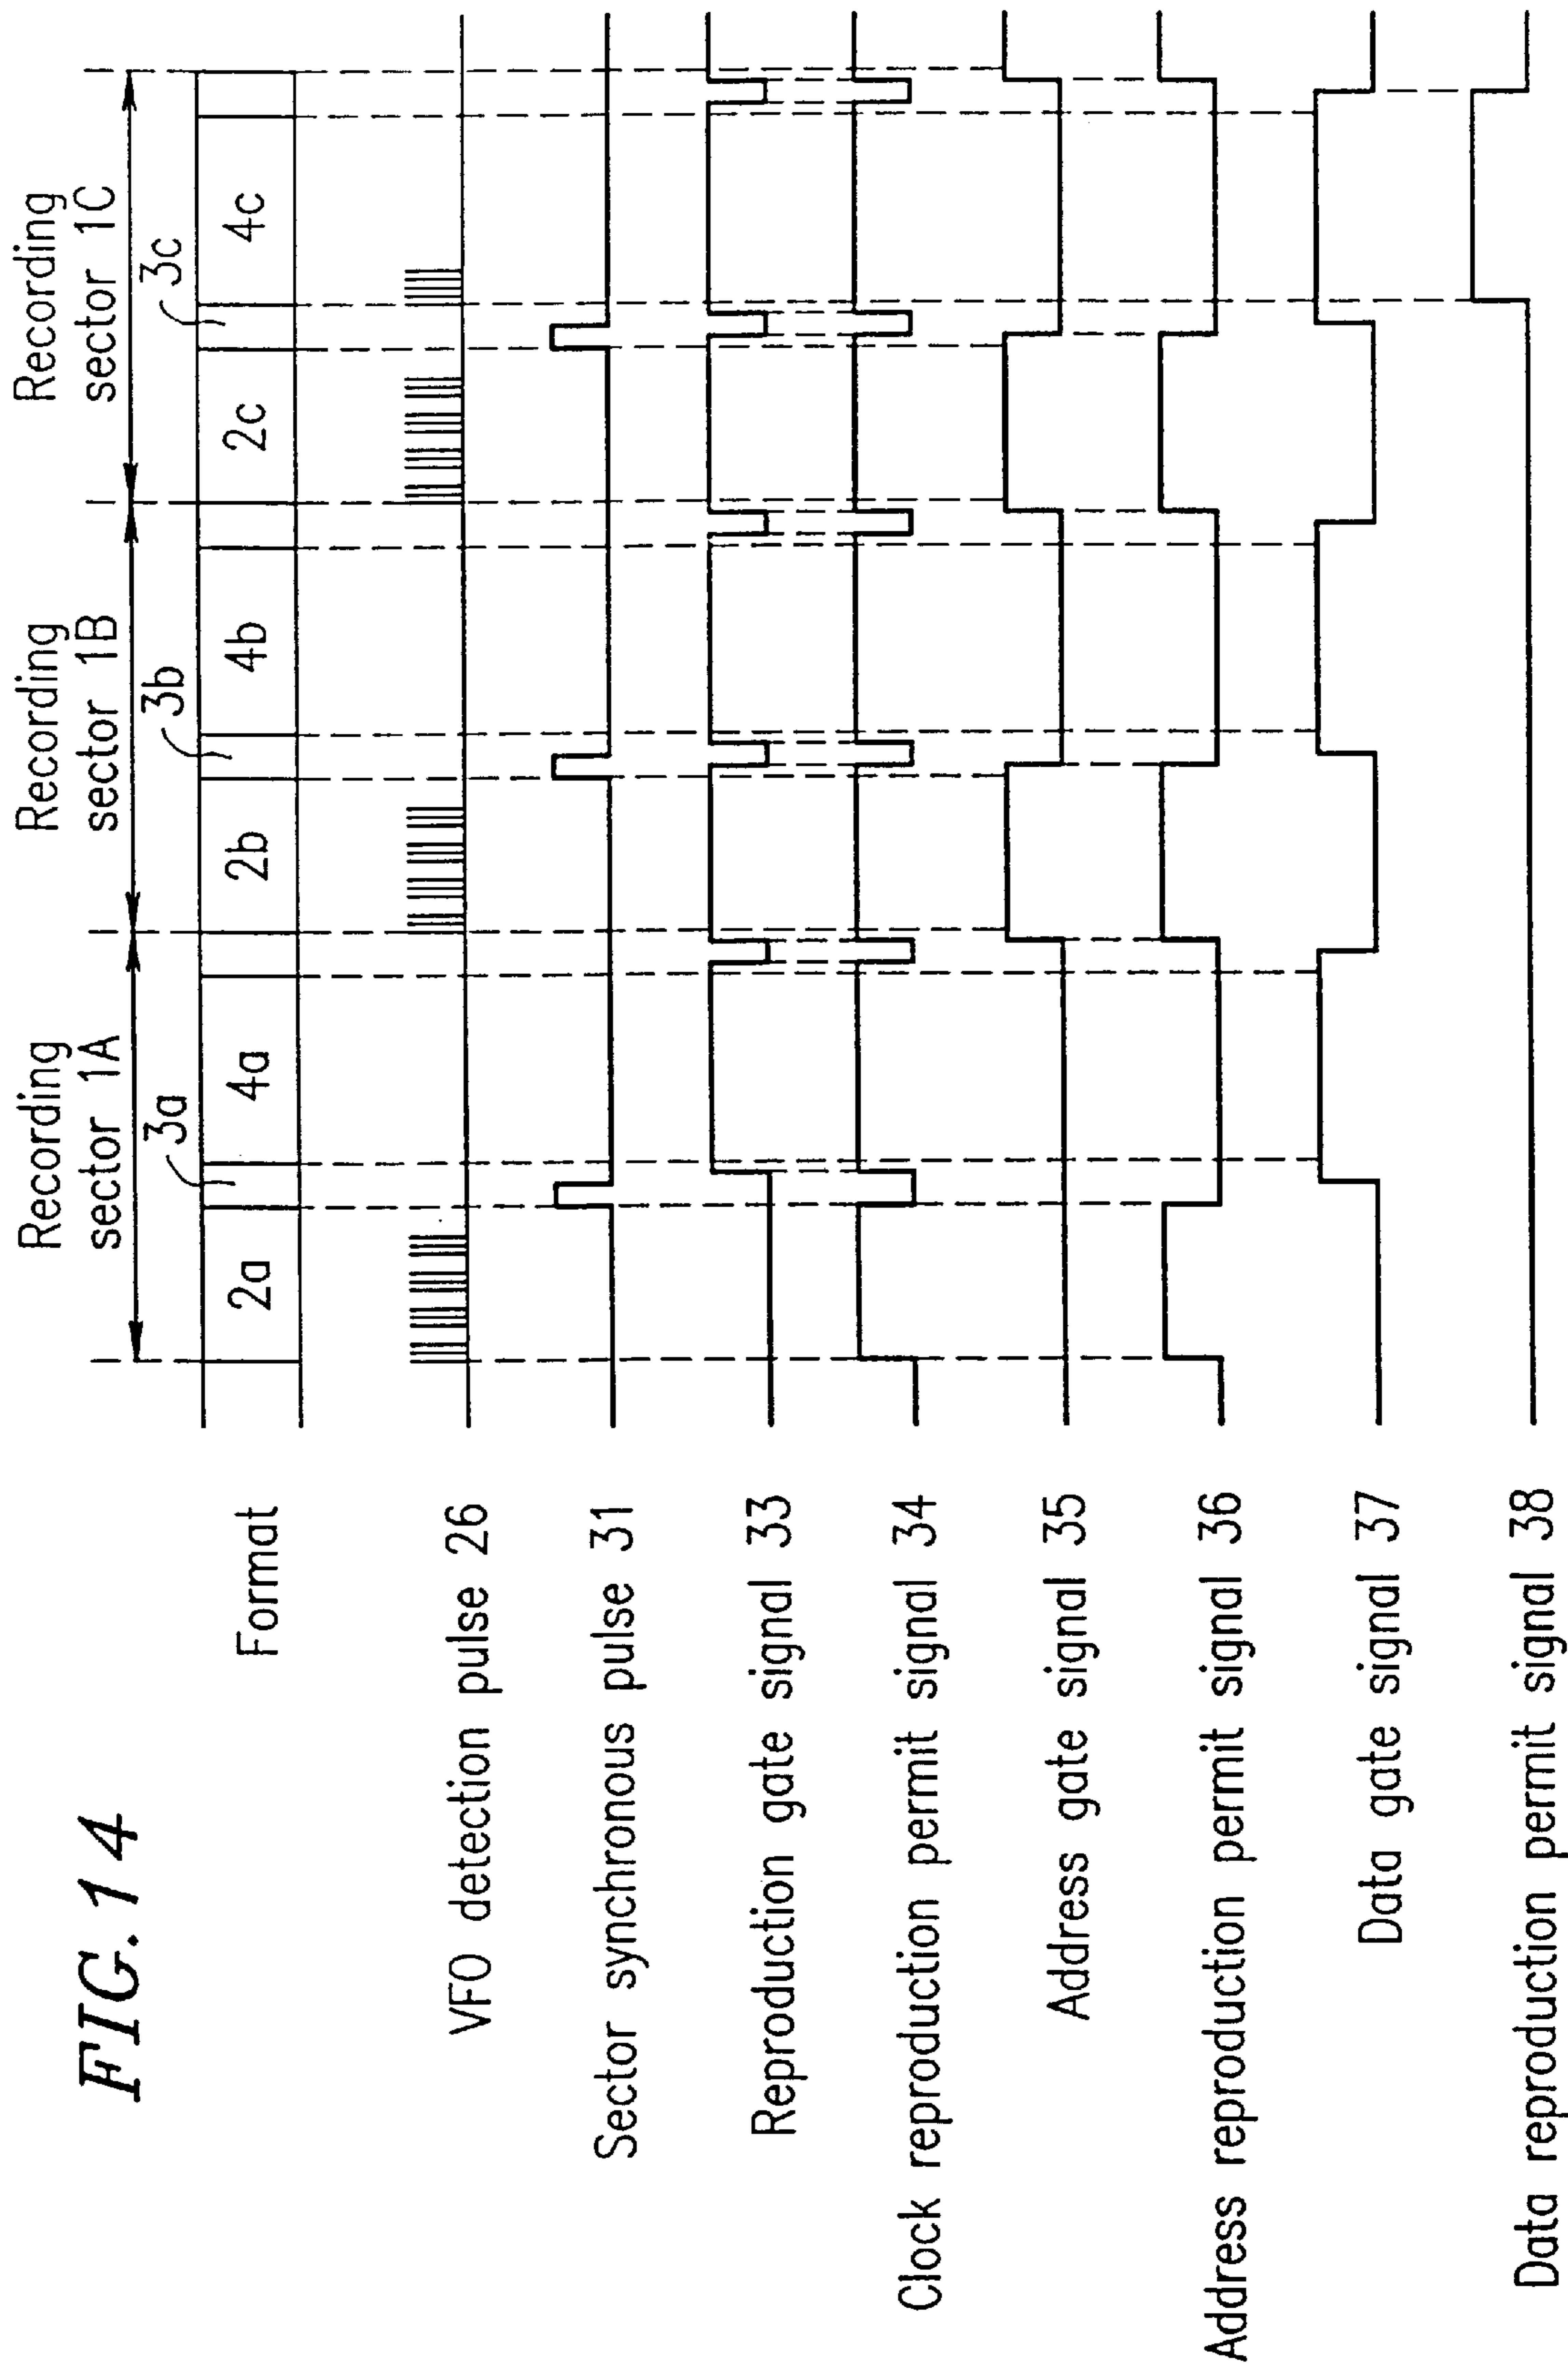 FIG.14
Recording
sector 1A
Recording
sector 1B
Recording
sector 1C
3a
3b
3c
Format
2a
4a
2b
4b
2c
4c
VFO detection pulse 26
Sector synchronous pulse 31
Reproduction gate signal 33
Clock reproduction permit signal 34
Address gate signal 35
Address reproduction permit signal 36
Data gate signal 37
Data reproduction permit signal 38